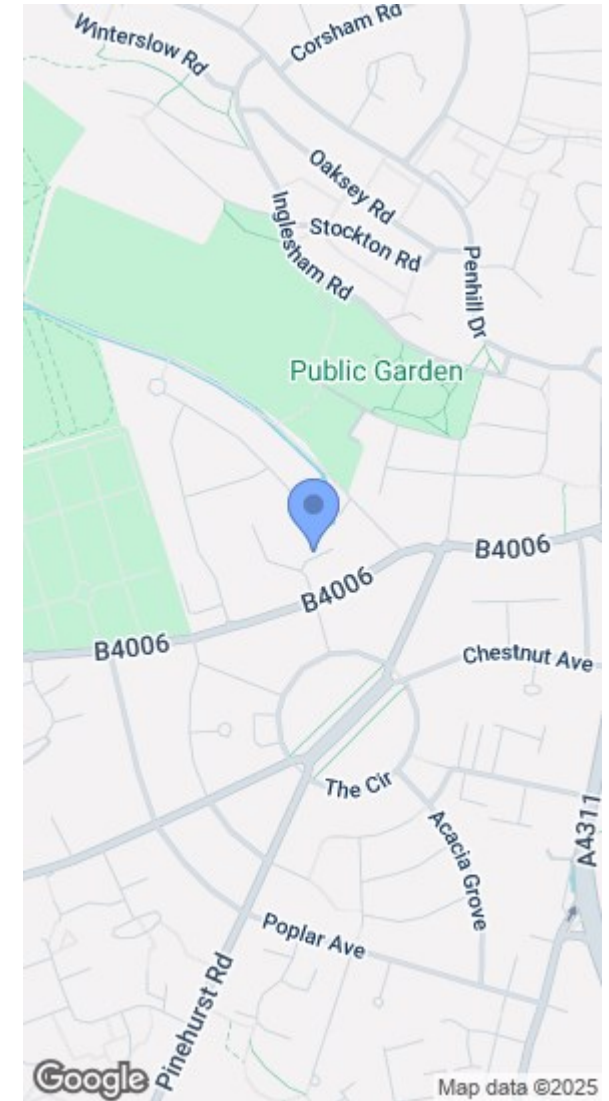 Winterslow Rd
Corsham Rd
Oaksey Rd
Stockton Rd
Inglesham Rd
Penhill Dr
Public Garden
B4006
B4006
B4006
Chestnut Ave
The Cir
Acacia Grove
A4311
Poplar Ave
Pinehurst Rd
Google
Map data ©2025